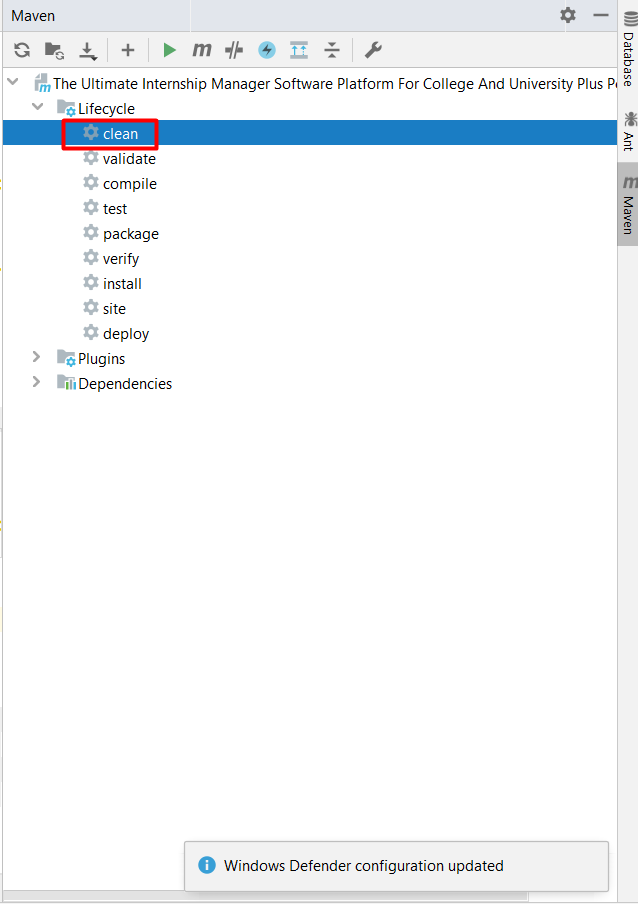 Maven
The Ultimate Internship Manager Software Platform For College And University Plus
Lifecycle
clean
validate
compile
test
package
verify
install
site
deploy
Plugins
Dependencies
Database
Ant
Maven
Windows Defender configuration updated